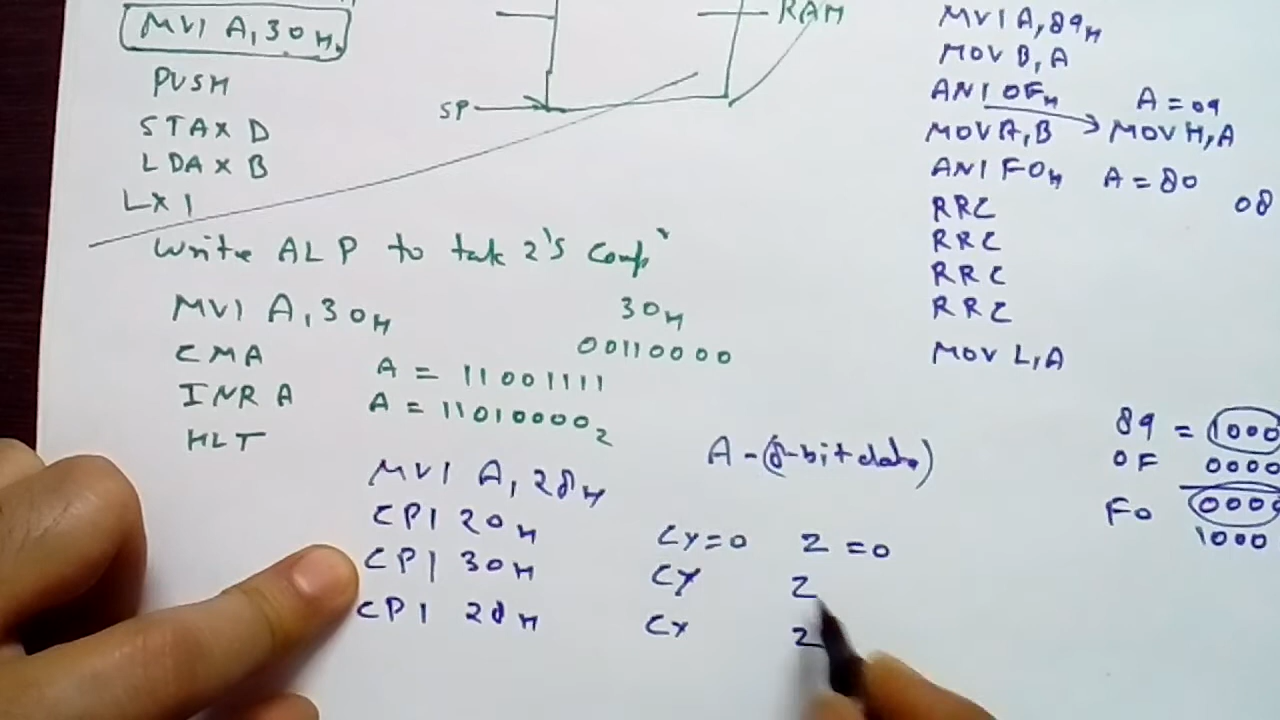 MVI A, 30H,
PUSH
STAX D
LDAX B
LXI
SP
RAM
Write ALP to tak 2's comp
MVI A, 30H
CMA
INR A
HLT
30H
00110000
A = 11001111
A = 110100002
MVI A, 28H
CPI 20H
CPI 30H
CPI 28H
A - (8-bit data)
CY=0 Z=0
CY Z
CY Z
MVI A, 89H
MOV B, A
ANI 0FH A = 09
MOV A, B MOV H, A
ANI F0H A = 80
08
RRC
RRC
RRC
RRC
MOV L, A
89 = 1000
0F 0000
F0 0000
1000